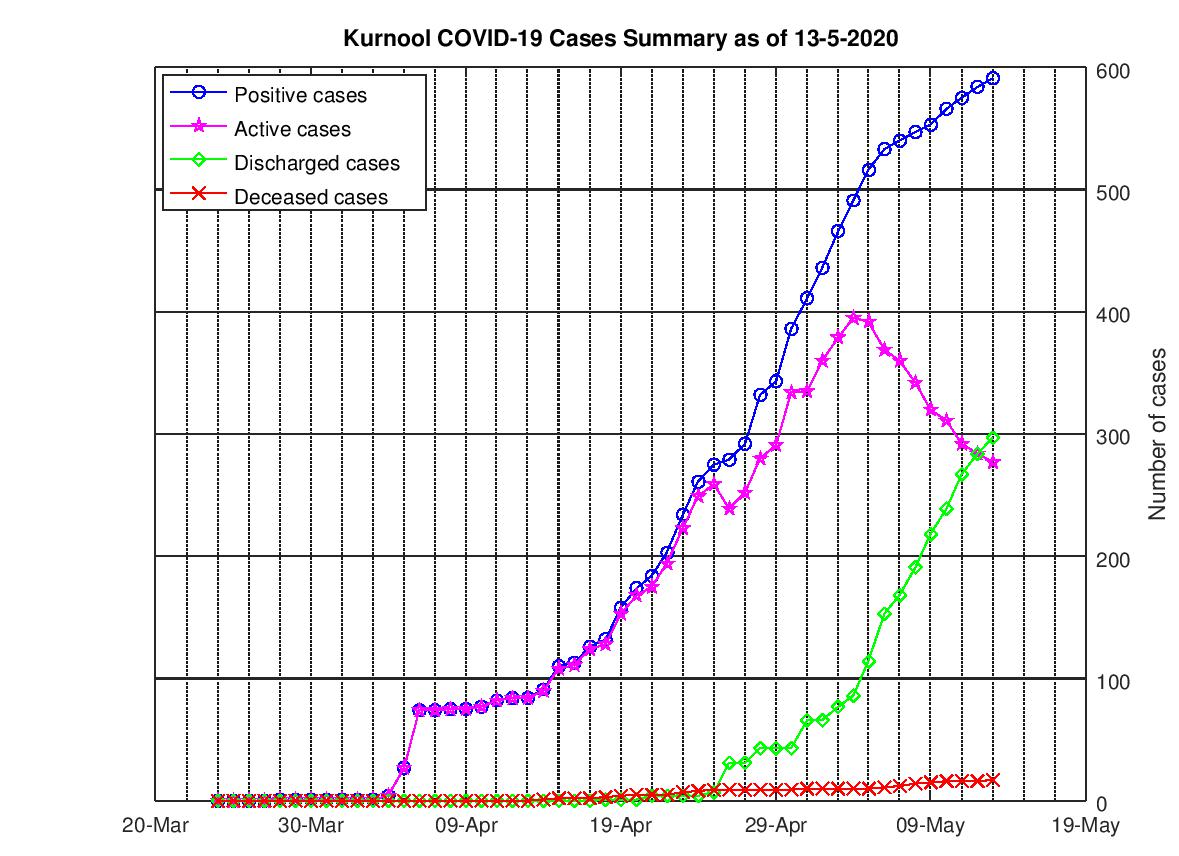 Kurnool COVID-19 Cases Summary as of 13-5-2020
Positive cases
Active cases
Discharged cases
Deceased cases
600
500
400
300
200
100
0
Number of cases
20-Mar
30-Mar
09-Apr
19-Apr
29-Apr
09-May
19-May